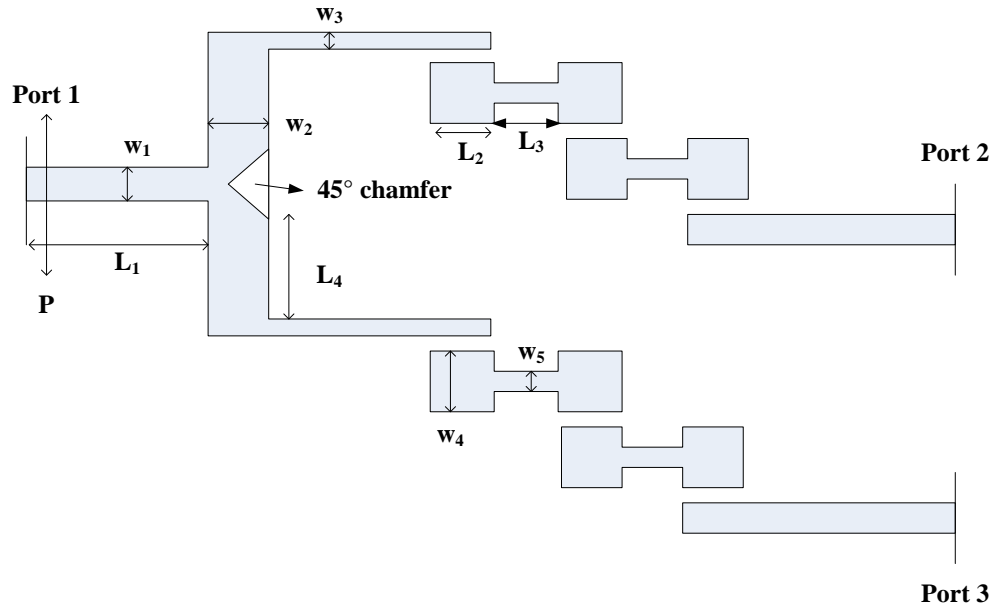 w₃
Port 1
w₁
w₂
L₂
L₃
Port 2
45° chamfer
L₁
L₄
P
w₅
w₄
Port 3